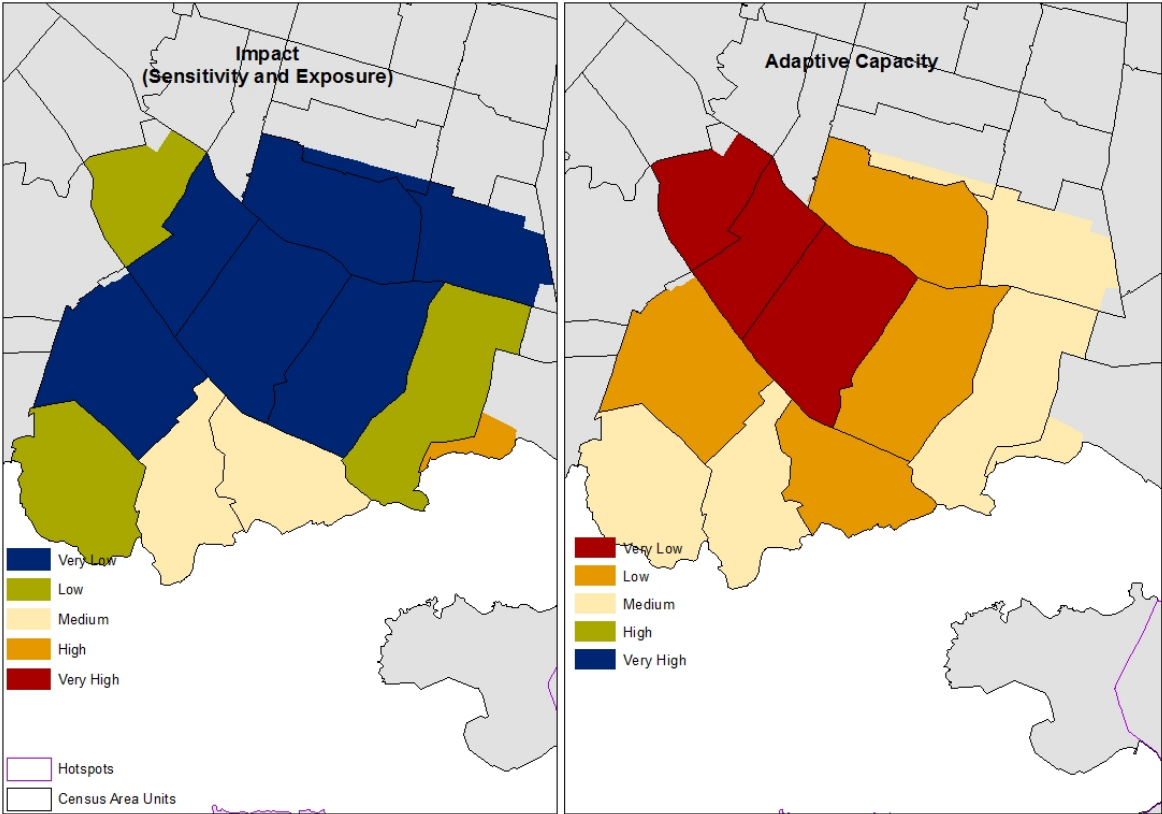 Impact
(Sensitivity and Exposure)
Very Low
Low
Medium
High
Very High
Hotspots
Census Area Units
Adaptive Capacity
Very Low
Low
Medium
High
Very High